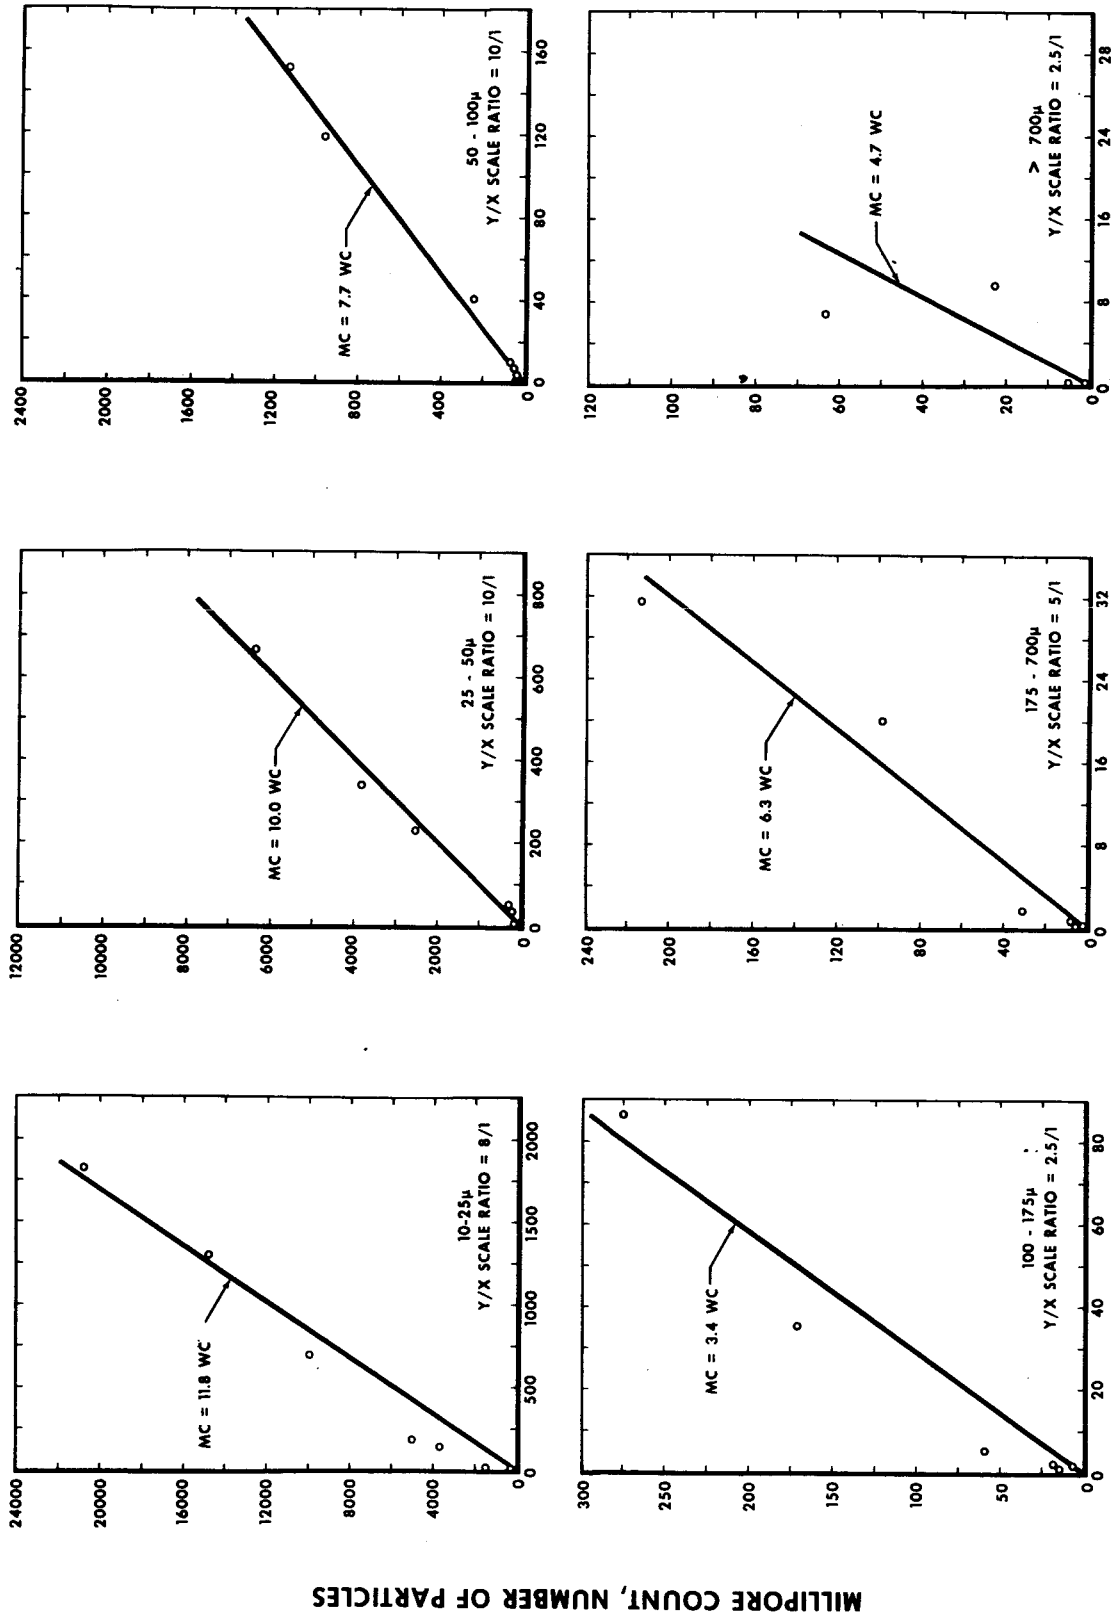 MILLIPORE COUNT, NUMBER OF PARTICLES
24000
20000
16000
12000
8000
4000
0
MC = 11.8 WC
10-25μ
Y/X SCALE RATIO = 8/1
0 500 1000 1500 2000
12000
10000
8000
6000
4000
2000
0
MC = 10.0 WC
25 - 50μ
Y/X SCALE RATIO = 10/1
0 200 400 600 800
2400
2000
1600
1200
800
400
0
MC = 7.7 WC
50 - 100μ
Y/X SCALE RATIO = 10/1
0 40 80 120 160
300
250
200
150
100
50
0
MC = 3.4 WC
100 - 175μ
Y/X SCALE RATIO = 2.5/1
0 20 40 60 80
240
200
160
120
80
40
0
MC = 6.3 WC
175 - 700μ
Y/X SCALE RATIO = 5/1
0 8 16 24 32
120
100
80
60
40
20
0
MC = 4.7 WC
> 700μ
Y/X SCALE RATIO = 2.5/1
0 8 16 24 28